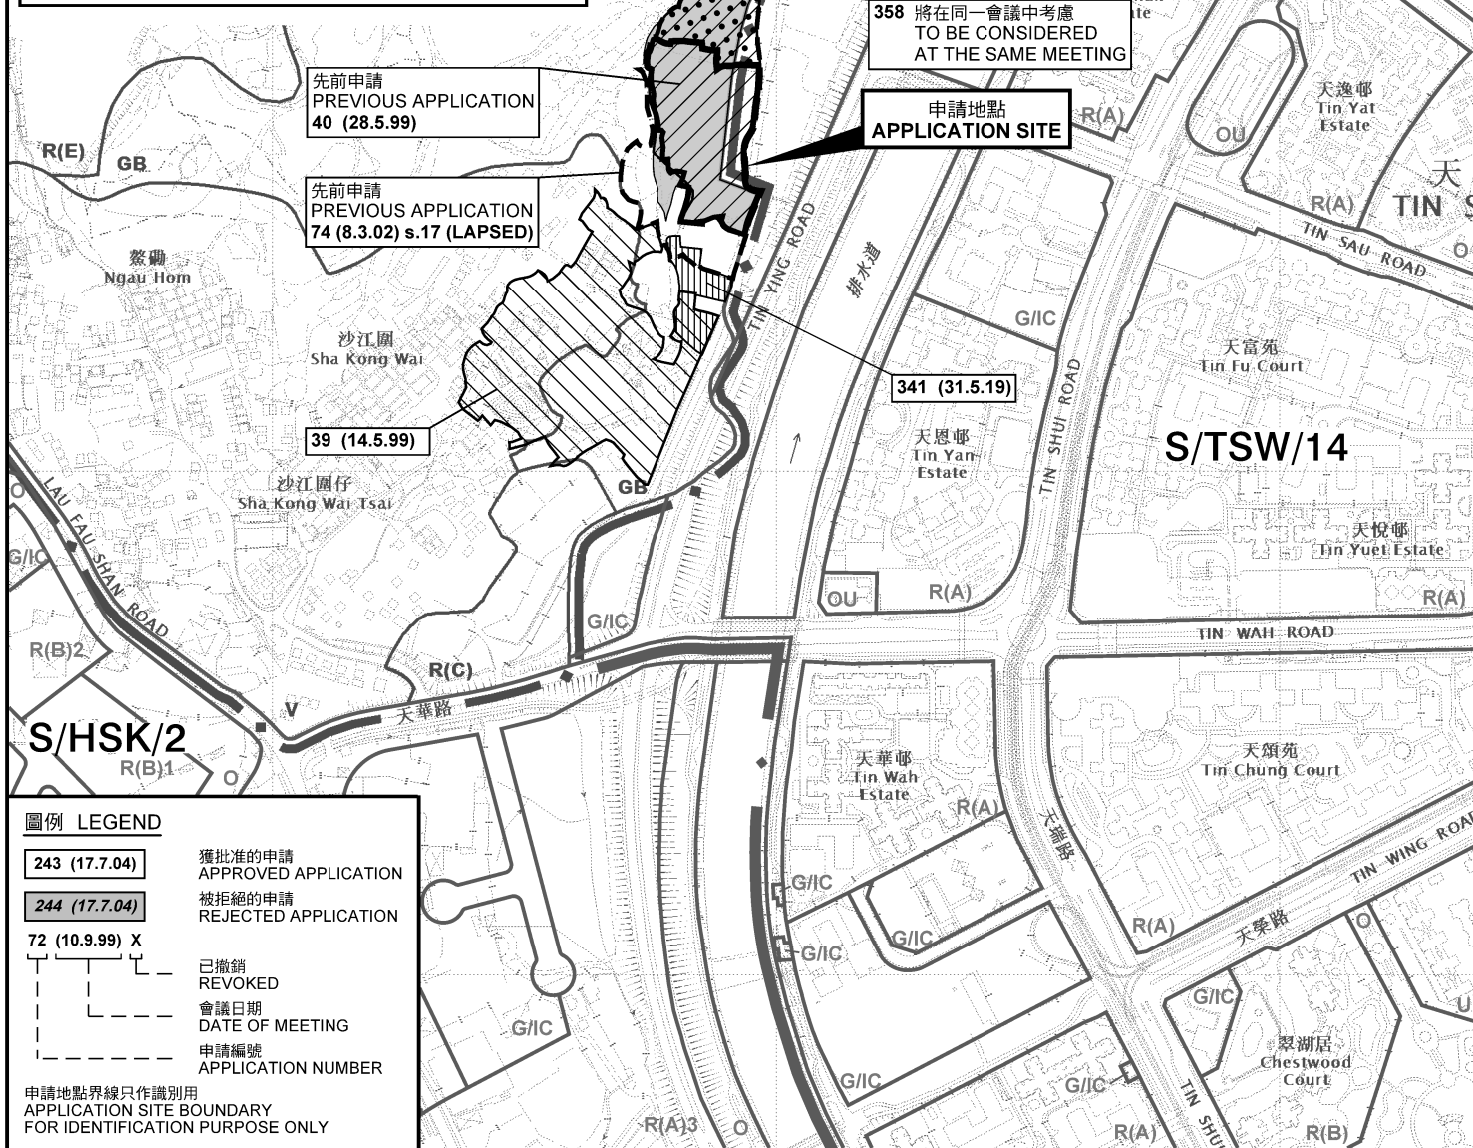 358 將在同一會議中考慮
TO BE CONSIDERED
AT THE SAME MEETING
ate
先前申請
PREVIOUS APPLICATION
40 (28.5.99)
申請地點
APPLICATION SITE
R(A)
天逸邨
Tin Yat
Estate
OU
R(E)
GB
先前申請
PREVIOUS APPLICATION
74 (8.3.02) s.17 (LAPSED)
R(A)
天
TIN S
TIN SAU ROAD
O
鰲磡
Ngau Hom
TIN YING ROAD
排水道
G/IC
沙江圍
Sha Kong Wai
天富苑
Tin Fu Court
341 (31.5.19)
TIN SHUI ROAD
39 (14.5.99)
天恩邨
Tin Yan
Estate
S/TSW/14
沙江圍仔
Sha Kong Wai Tsai
GB
O
LAU FAU SHAN ROAD
G/IC
天悅邨
Tin Yuet Estate
OU
R(A)
R(A)
G/IC
TIN WAH ROAD
R(B)2
R(C)
V
天華路
S/HSK/2
R(B)1
O
天華邨
Tin Wah
Estate
天頌苑
Tin Chung Court
R(A)
天瑞路
TIN WING ROAD
圖例 LEGEND
243 (17.7.04)
獲批准的申請
APPROVED APPLICATION
244 (17.7.04)
被拒絕的申請
REJECTED APPLICATION
72 (10.9.99) X
已撤銷
REVOKED
會議日期
DATE OF MEETING
申請編號
APPLICATION NUMBER
申請地點界線只作識別用
APPLICATION SITE BOUNDARY
FOR IDENTIFICATION PURPOSE ONLY
G/IC
G/IC
G/IC
R(A)
天榮路
O
G/IC
U
G/IC
翠湖居
Chestwood
Court
G/IC
G/IC
R(A)3
O
TIN SHUI
R(A)
R(B)